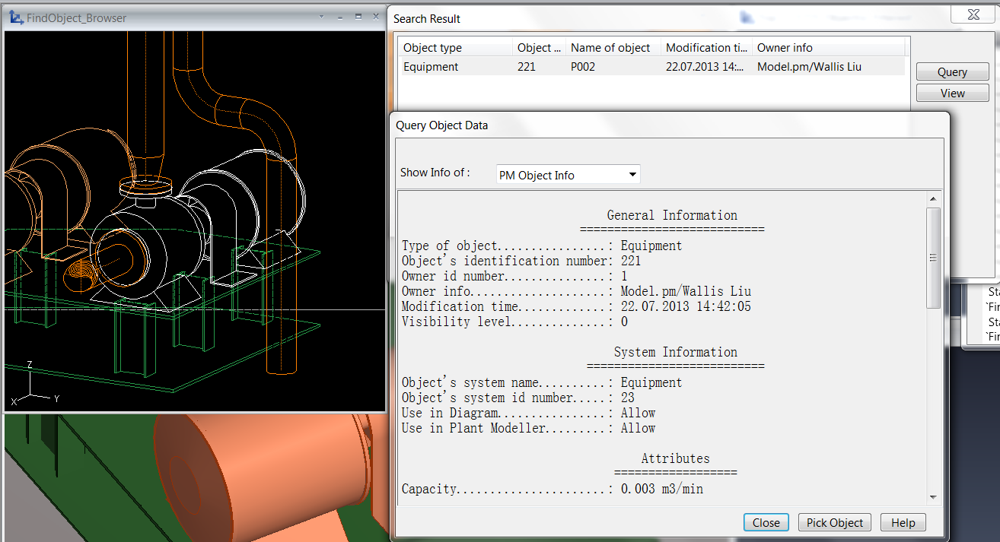 FindObject_Browser
Z
X
Y
Search Result
Object type Object ... Name of object Modification ti... Owner info
Equipment 221 P002 22.07.2013 14:... Model.pm/Wallis Liu
Query
View
Query Object Data
Show Info of : PM Object Info
General Information
===========================
Type of object................: Equipment
Object's identification number: 221
Owner id number...............: 1
Owner info....................: Model.pm/Wallis Liu
Modification time.............: 22.07.2013 14:42:05
Visibility level..............: 0
System Information
==========================
Object's system name..........: Equipment
Object's system id number.....: 23
Use in Diagram................: Allow
Use in Plant Modeller.........: Allow
Attributes
==================
Capacity......................: 0.003 m3/min
Close Pick Object Help
Sta
`Fin
Sta
`Fin